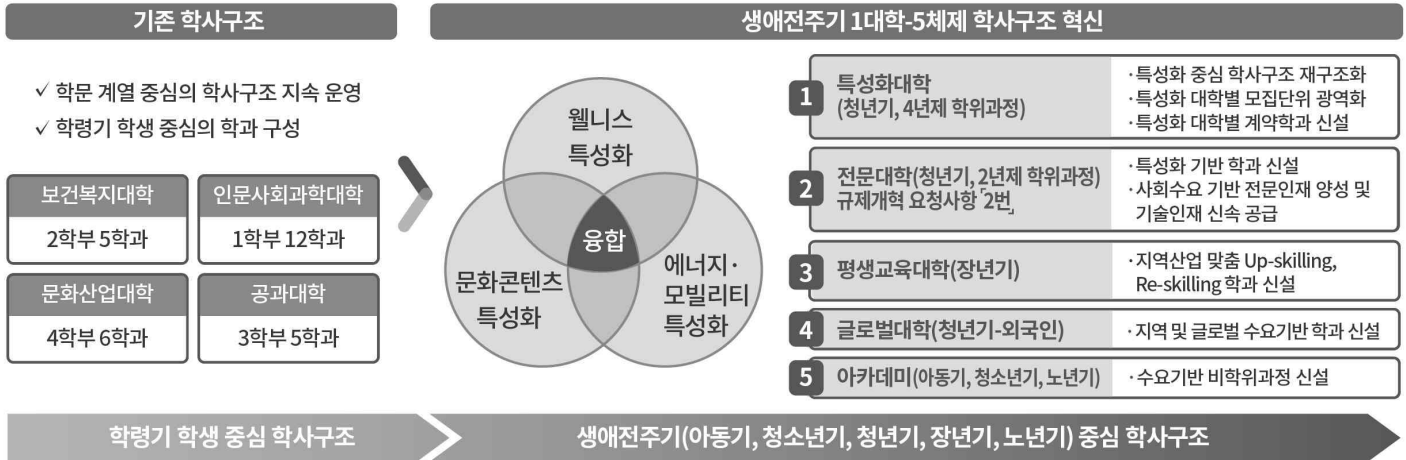 기존 학사구조
✓ 학문 계열 중심의 학사구조 지속 운영
✓ 학령기 학생 중심의 학과 구성
보건복지대학
2학부 5학과
인문사회과학대학
1학부 12학과
문화산업대학
4학부 6학과
공과대학
3학부 5학과
학령기 학생 중심 학사구조
생애전주기 1대학-5체제 학사구조 혁신
웰니스
특성화
융합
문화콘텐츠
특성화
에너지·
모빌리티
특성화
1
특성화대학
(청년기, 4년제 학위과정)
·특성화 중심 학사구조 재구조화
·특성화 대학별 모집단위 광역화
·특성화 대학별 계약학과 신설
2
전문대학(청년기, 2년제 학위과정)
규제개혁 요청사항 「2번」
·특성화 기반 학과 신설
·사회수요 기반 전문인재 양성 및
기술인재 신속 공급
3
평생교육대학(장년기)
·지역산업 맞춤 Up-skilling,
Re-skilling 학과 신설
4
글로벌대학(청년기-외국인)
·지역 및 글로벌 수요기반 학과 신설
5
아카데미(아동기, 청소년기, 노년기)
·수요기반 비학위과정 신설
생애전주기(아동기, 청소년기, 청년기, 장년기, 노년기) 중심 학사구조